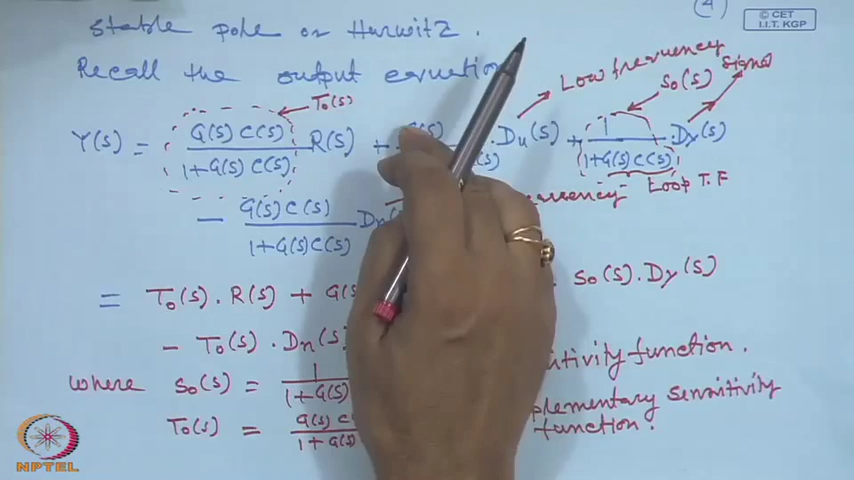 (4)
© CET
I.I.T. KGP
stable pole or Hurwitz.
Recall the output equation
Low frequency signal
T₀(s)
S₀(s)
Y(s) = G(s)C(s) / 1+G(s)C(s) R(s) + G(s) · Du(s) + 1 / 1+G(s)C(s) · Dy(s)
Loop T.F
− G(s)C(s) / 1+G(s)C(s) Dn
= T₀(s). R(s) + G(s) S₀(s). Dy(s)
− T₀(s) . Dn(s)
where S₀(s) = 1 / 1+G(s) function.
T₀(s) = G(s) C / 1+G(s) sensitivity
function.
NPTEL